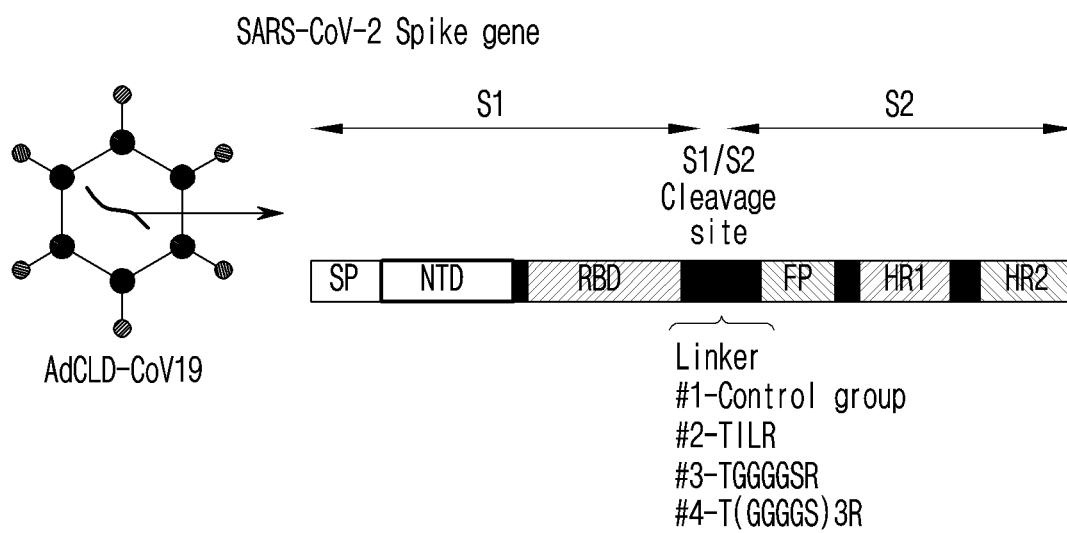 SARS-CoV-2 Spike gene
S1
S2
S1/S2
Cleavage
site
SP NTD RBD FP HR1 HR2
AdCLD-CoV19
Linker
#1-Control group
#2-TILR
#3-TGGGGSR
#4-T(GGGGS)3R